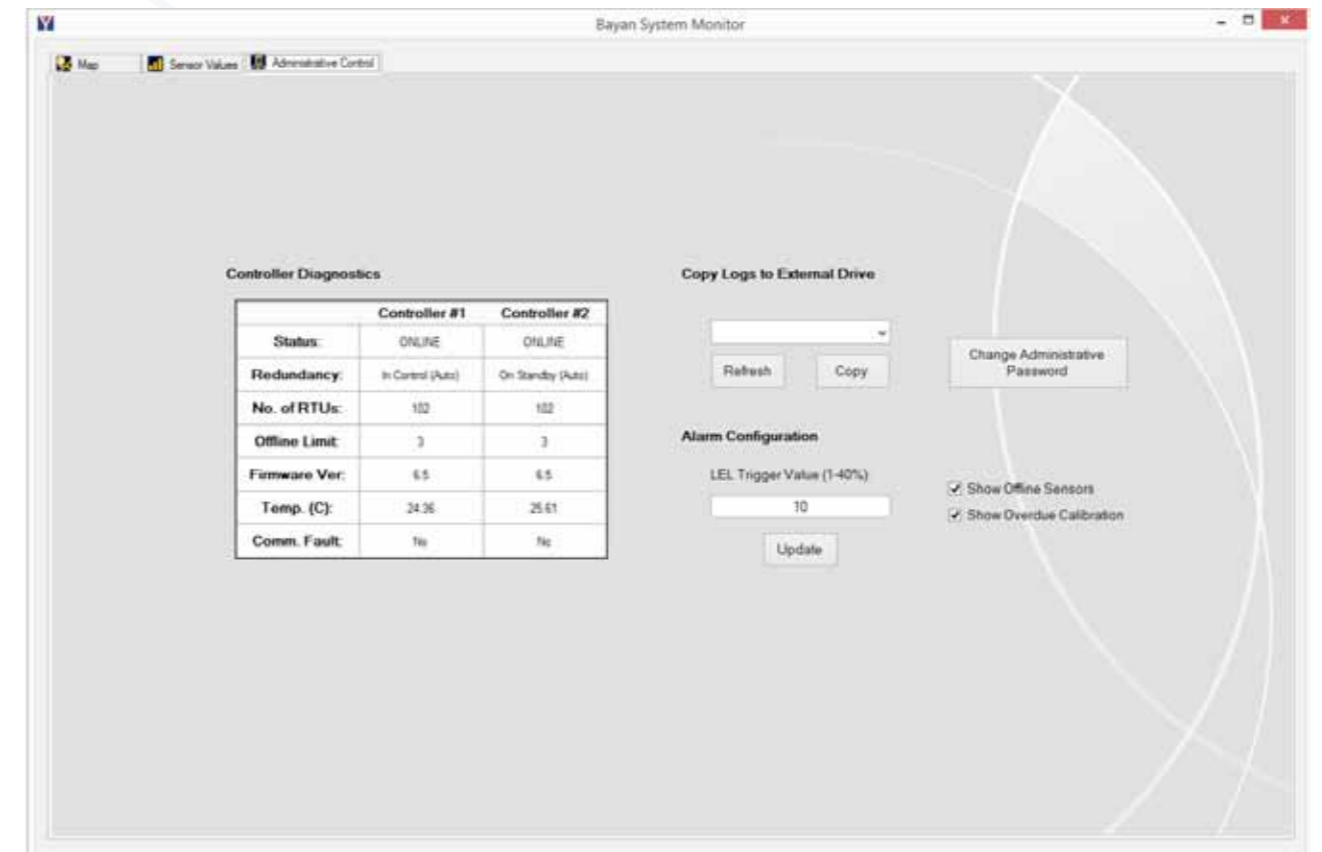 Bayan System Monitor
Map Sensor Values Administrative Control
Controller Diagnostics
Controller #1 Controller #2
Status: ONLINE ONLINE
Redundancy: In Control (Auto) On Standby (Auto)
No. of RTUs: 102 102
Offline Limit: 3 3
Firmware Ver: 6.5 6.5
Temp. (C): 24.36 25.61
Comm. Fault: No No
Copy Logs to External Drive
Refresh Copy
Change Administrative
Password
Alarm Configuration
LEL Trigger Value (1-40%)
10
Update
Show Offline Sensors
Show Overdue Calibration